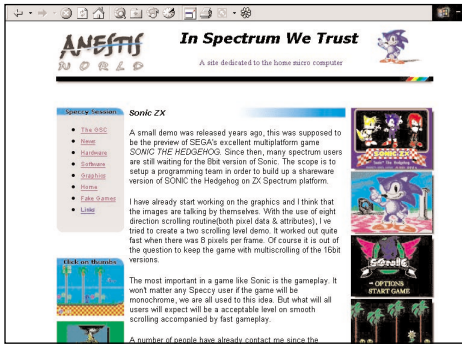 ANESTIS
WORLD
In Spectrum We Trust
A site dedicated to the home micro computer
Speccy Session
The OSC
News
Hardware
Software
Graphics
Home
Fake Games
Links
Click on thumbs
Sonic ZX
A small demo was released years ago, this was supposed to
be the preview of SEGA's excellent multiplatform game
SONIC THE HEDGEHOG. Since then, many spectrum users
are still waiting for the 8bit version of Sonic. The scope is to
setup a programming team in order to build up a shareware
version of SONIC the Hedgehog on ZX Spectrum platform.
I have already start working on the graphics and I think that
the images are talking by themselves. With the use of eight
direction scrolling routine(both pixel data & attributes), I ve
tried to create a two scrolling level demo. It worked out quite
fast when there was 8 pixels per frame. Of course it is out of
the question to keep the game with multiscrolling of the 16bit
versions.
The most important in a game like Sonic is the gameplay. It
won't matter any Speccy user if the game will be
monochrome, we are all used to this idea. But what will all
users will expect will be a acceptable level on smooth
scrolling accompanied by fast gameplay.
A number of people have already contact me since the
OPTIONS
START GAME